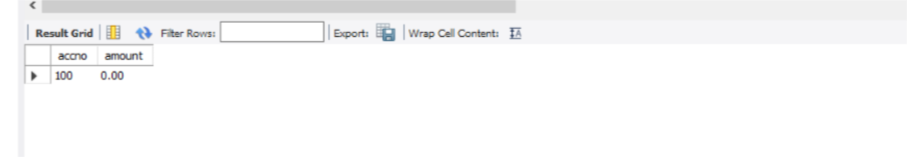 Result Grid Filter Rows: Export: Wrap Cell Content:
accno amount
100 0.00